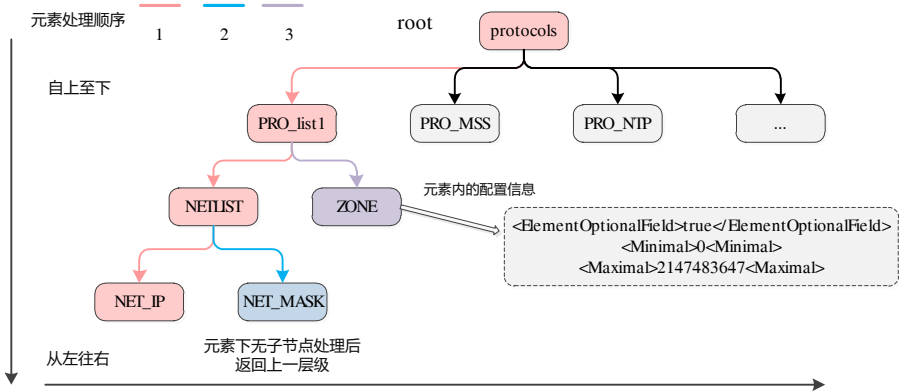 元素处理顺序
1
2
3
root
protocols
自上至下
PRO_list1
PRO_MSS
PRO_NTP
...
NETLIST
ZONE
元素内的配置信息
<ElementOptionalField>true</ElementOptionalField>
<Minimal>0<Minimal>
<Maximal>2147483647<Maximal>
NET_IP
NET_MASK
从左往右
元素下无子节点处理后
返回上一层级